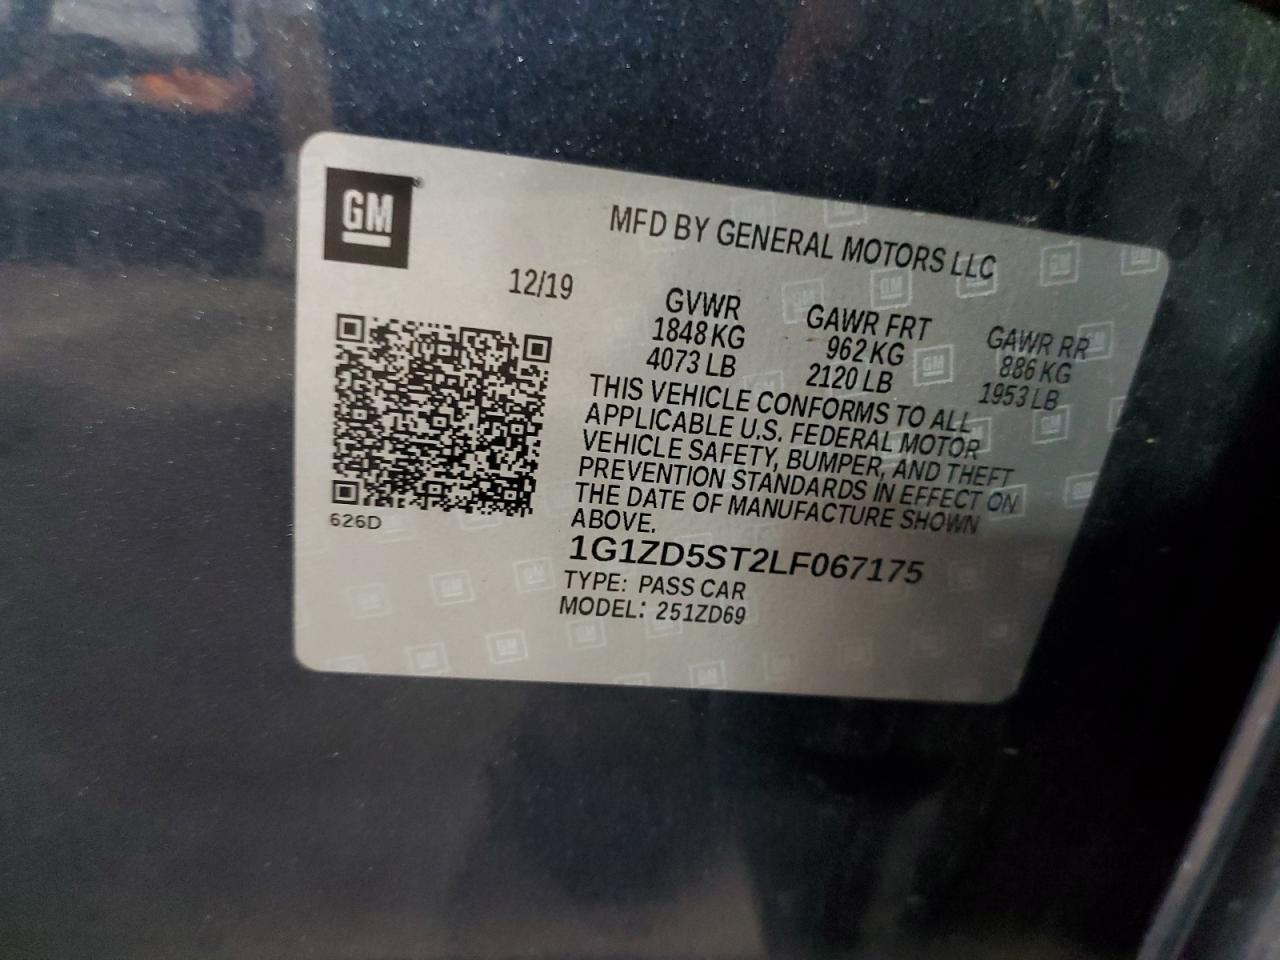 GM
MFD BY GENERAL MOTORS LLC
12/19
GVWR
1848 KG
4073 LB
GAWR FRT
962 KG
2120 LB
GAWR RR
886 KG
1953 LB
THIS VEHICLE CONFORMS TO ALL
APPLICABLE U.S. FEDERAL MOTOR
VEHICLE SAFETY, BUMPER, AND THEFT
PREVENTION STANDARDS IN EFFECT ON
THE DATE OF MANUFACTURE SHOWN
ABOVE.
626D
1G1ZD5ST2LF067175
TYPE: PASS CAR
MODEL: 251ZD69